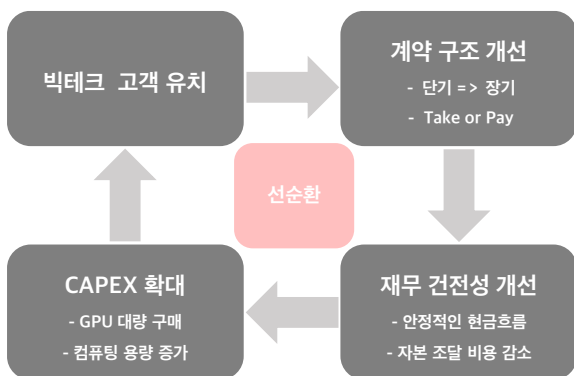 빅테크 고객 유치
계약 구조 개선
- 단기 => 장기
- Take or Pay
선순환
CAPEX 확대
- GPU 대량 구매
- 컴퓨팅 용량 증가
재무 건전성 개선
- 안정적인 현금흐름
- 자본 조달 비용 감소